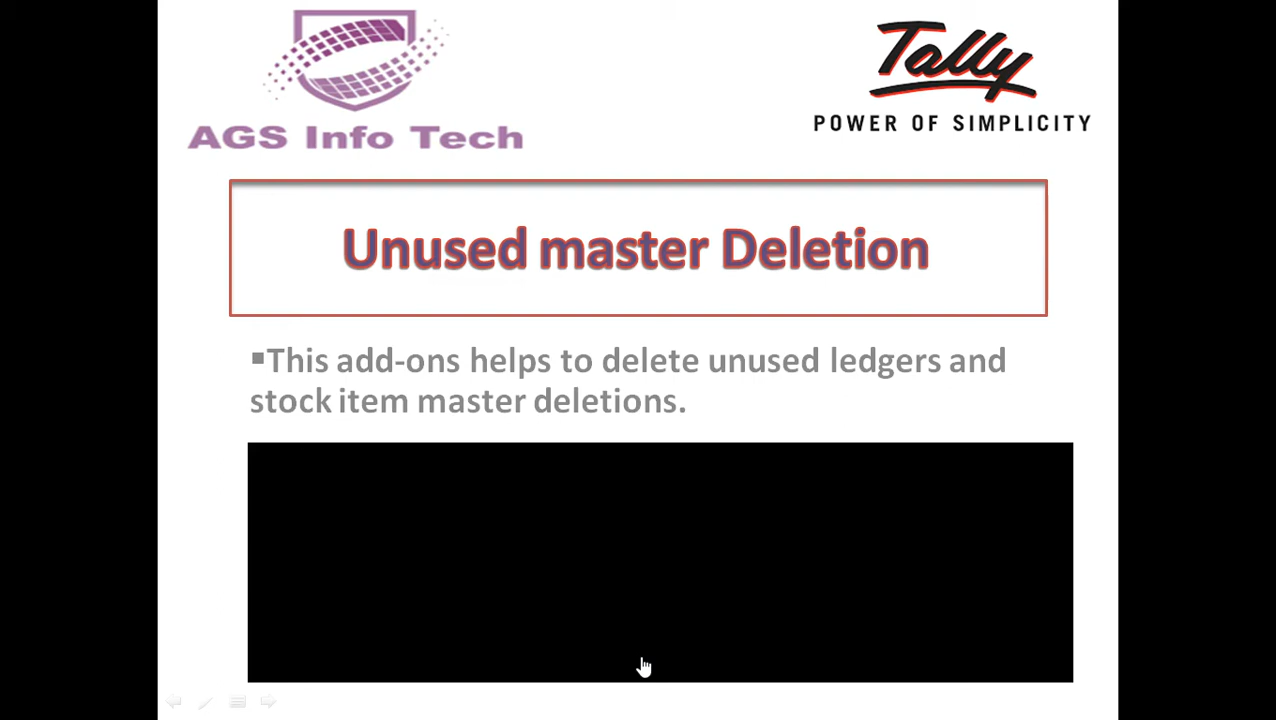 AGS Info Tech
Tally
POWER OF SIMPLICITY
Unused master Deletion
▪This add-ons helps to delete unused ledgers and
stock item master deletions.